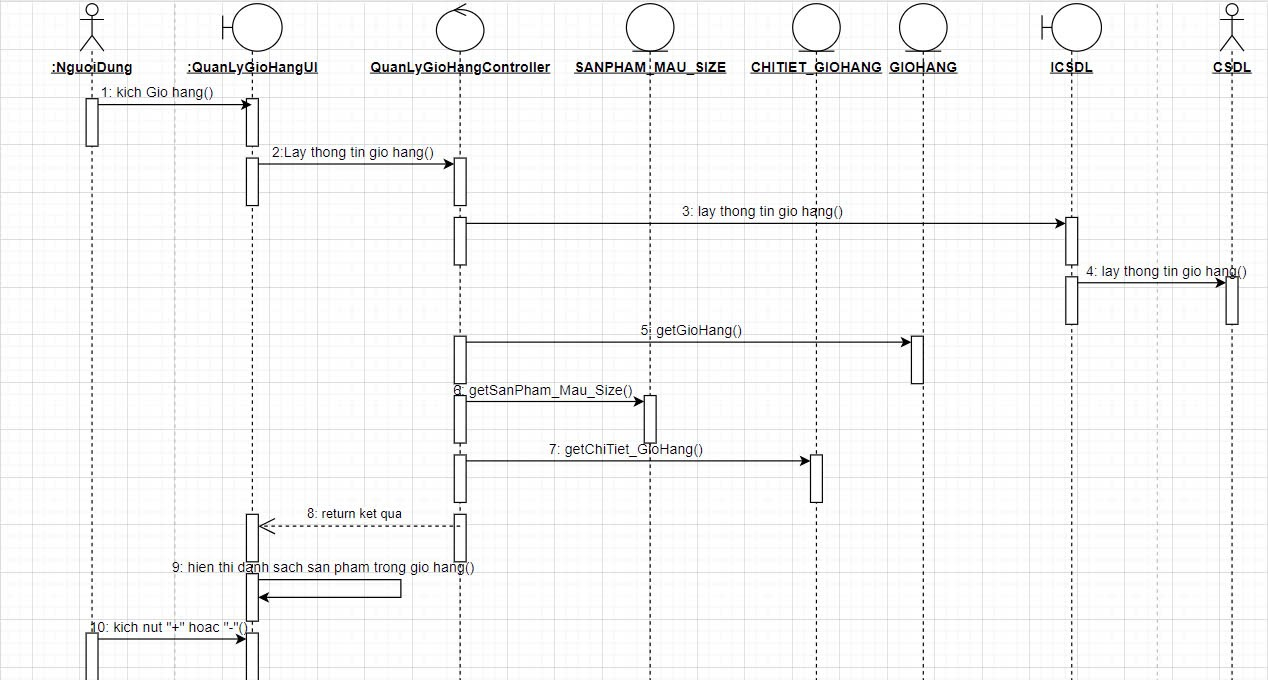 :NguoiDung
:QuanLyGioHangUI
QuanLyGioHangController
SANPHAM_MAU_SIZE
CHITIET_GIOHANG
GIOHANG
ICSDL
CSDL
1: kich Gio hang()
2:Lay thong tin gio hang()
3: lay thong tin gio hang()
4: lay thong tin gio hang()
5: getGioHang()
6: getSanPham_Mau_Size()
7: getChiTiet_GioHang()
8: return ket qua
9: hien thi danh sach san pham trong gio hang()
10: kich nut "+" hoac "-"()